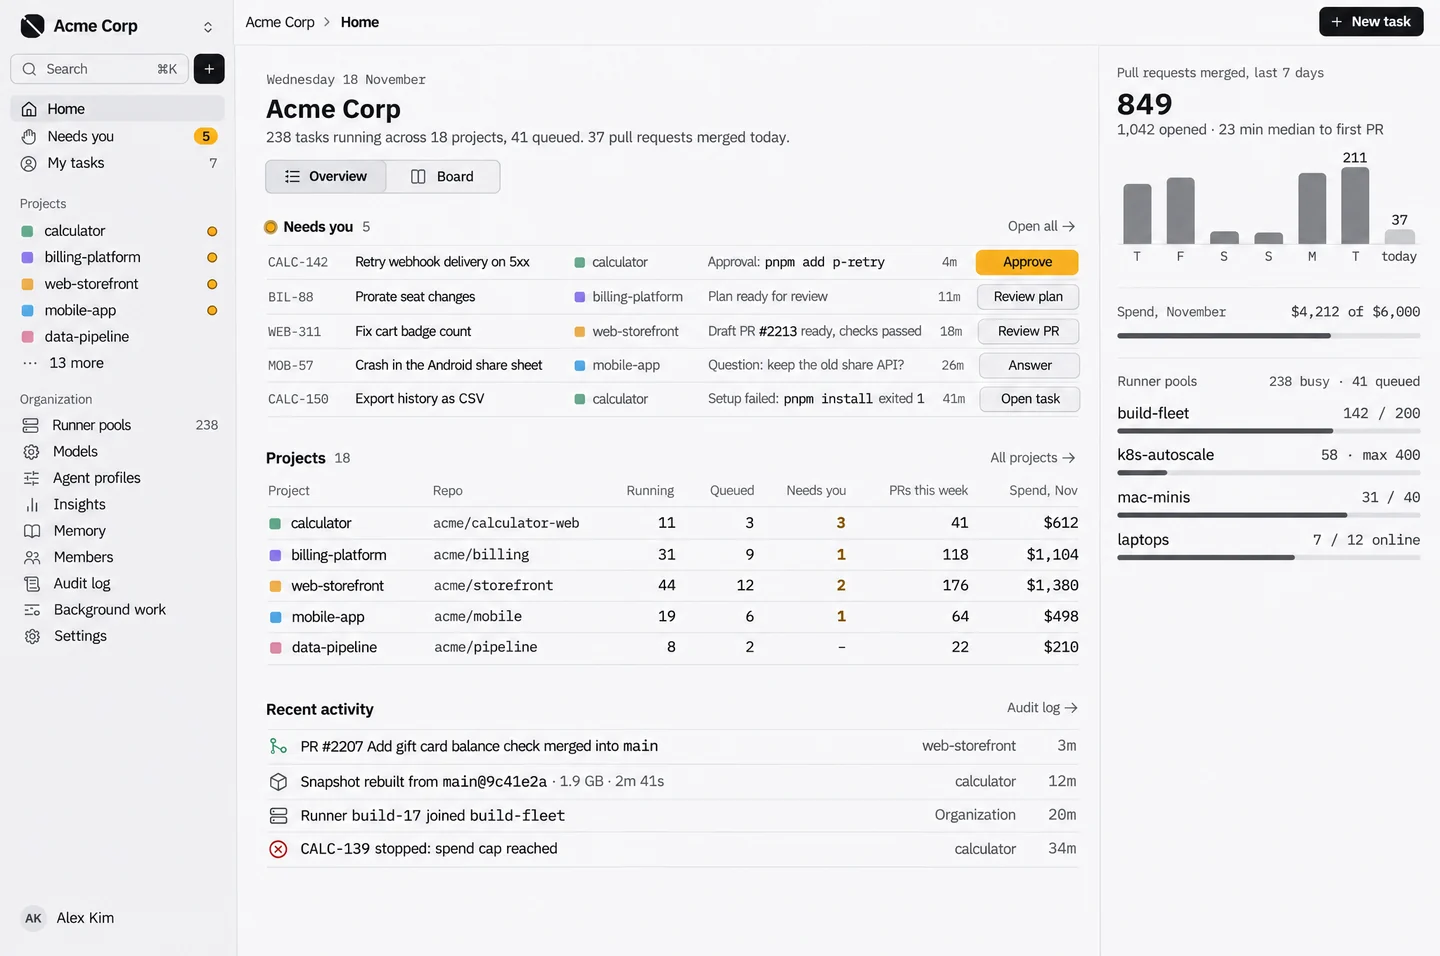 Acme Corp
Search ⌘K +
Home
Needs you 5
My tasks 7
Projects
calculator
billing-platform
web-storefront
mobile-app
data-pipeline
··· 13 more
Organization
Runner pools 238
Models
Agent profiles
Insights
Memory
Members
Audit log
Background work
Settings
AK Alex Kim
Acme Corp > Home
+ New task
Wednesday 18 November
Acme Corp
238 tasks running across 18 projects, 41 queued. 37 pull requests merged today.
Overview Board
Needs you 5 Open all →
CALC-142 Retry webhook delivery on 5xx calculator Approval: pnpm add p-retry 4m Approve
BIL-88 Prorate seat changes billing-platform Plan ready for review 11m Review plan
WEB-311 Fix cart badge count web-storefront Draft PR #2213 ready, checks passed 18m Review PR
MOB-57 Crash in the Android share sheet mobile-app Question: keep the old share API? 26m Answer
CALC-150 Export history as CSV calculator Setup failed: pnpm install exited 1 41m Open task
Projects 18 All projects →
Project Repo Running Queued Needs you PRs this week Spend, Nov
calculator acme/calculator-web 11 3 3 41 $612
billing-platform acme/billing 31 9 1 118 $1,104
web-storefront acme/storefront 44 12 2 176 $1,380
mobile-app acme/mobile 19 6 1 64 $498
data-pipeline acme/pipeline 8 2 – 22 $210
Recent activity Audit log →
PR #2207 Add gift card balance check merged into main web-storefront 3m
Snapshot rebuilt from main@9c41e2a · 1.9 GB · 2m 41s calculator 12m
Runner build-17 joined build-fleet Organization 20m
CALC-139 stopped: spend cap reached calculator 34m
Pull requests merged, last 7 days
849
1,042 opened · 23 min median to first PR
211
37
T F S S M T today
Spend, November $4,212 of $6,000
Runner pools 238 busy · 41 queued
build-fleet 142 / 200
k8s-autoscale 58 · max 400
mac-minis 31 / 40
laptops 7 / 12 online